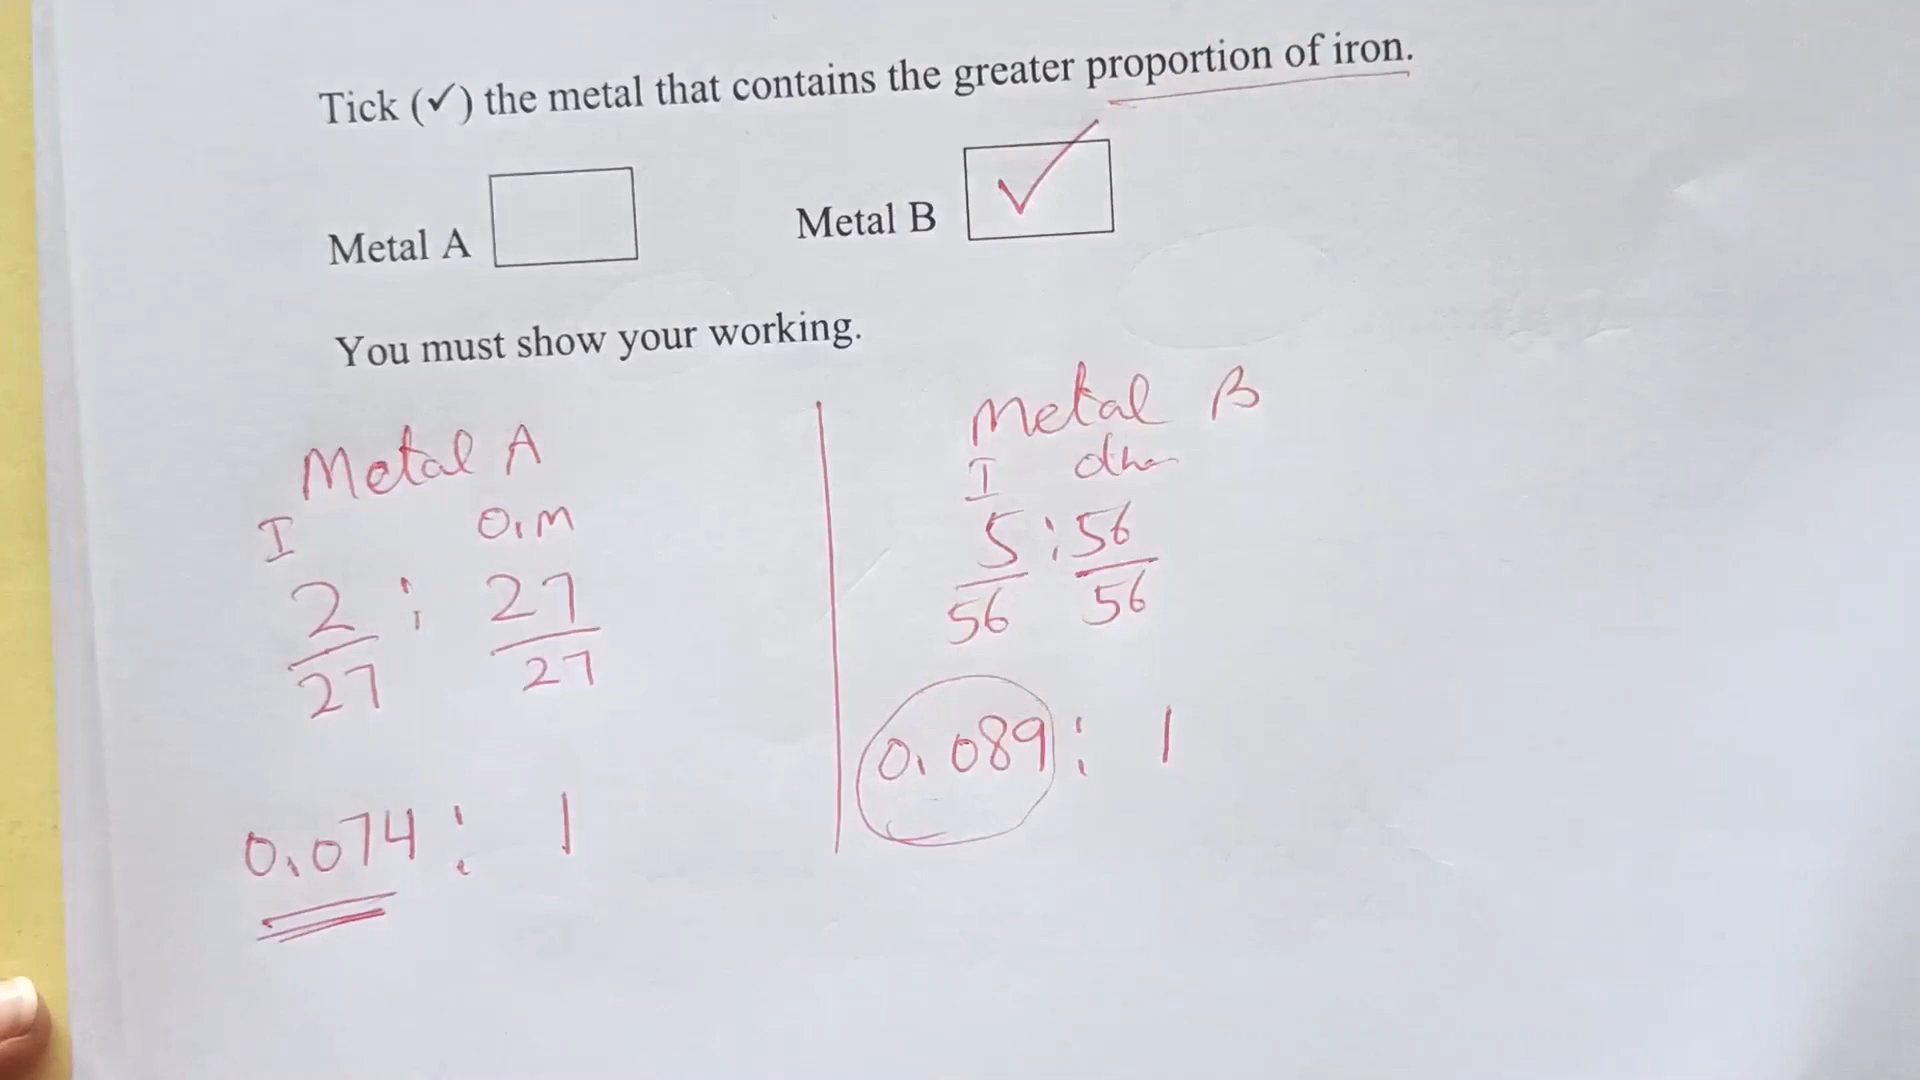 Tick (✓) the metal that contains the greater proportion of iron.
Metal A
Metal B ✓
You must show your working.
Metal A
I O.M
2 : 27
27 27
0.074 : 1
Metal B
I other
5 : 56
56 56
0.089 : 1